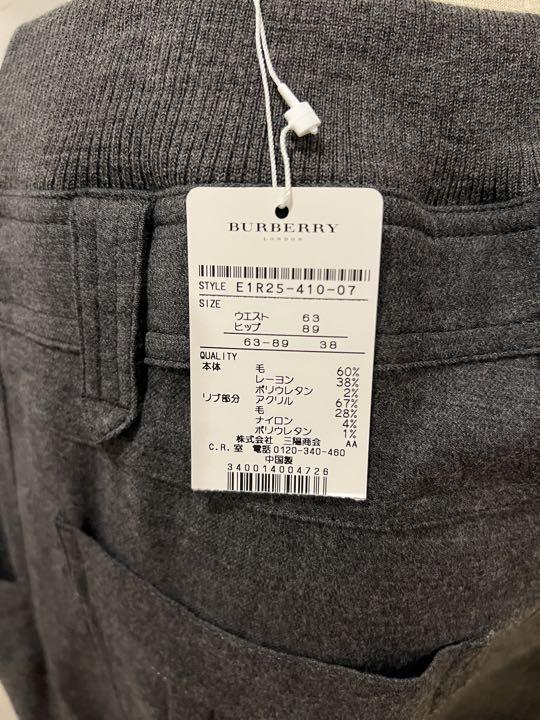 BURBERRY
LONDON
STYLE E1R25-410-07
SIZE
ウエスト 63
ヒップ 89
63-89 38
QUALITY
本体 毛 60%
レーヨン 38%
ポリウレタン 2%
リブ部分 アクリル 67%
毛 28%
ナイロン 4%
ポリウレタン 1%
株式会社 三陽商会 AA
C.R.室 電話0120-340-460
中国製
340014004726